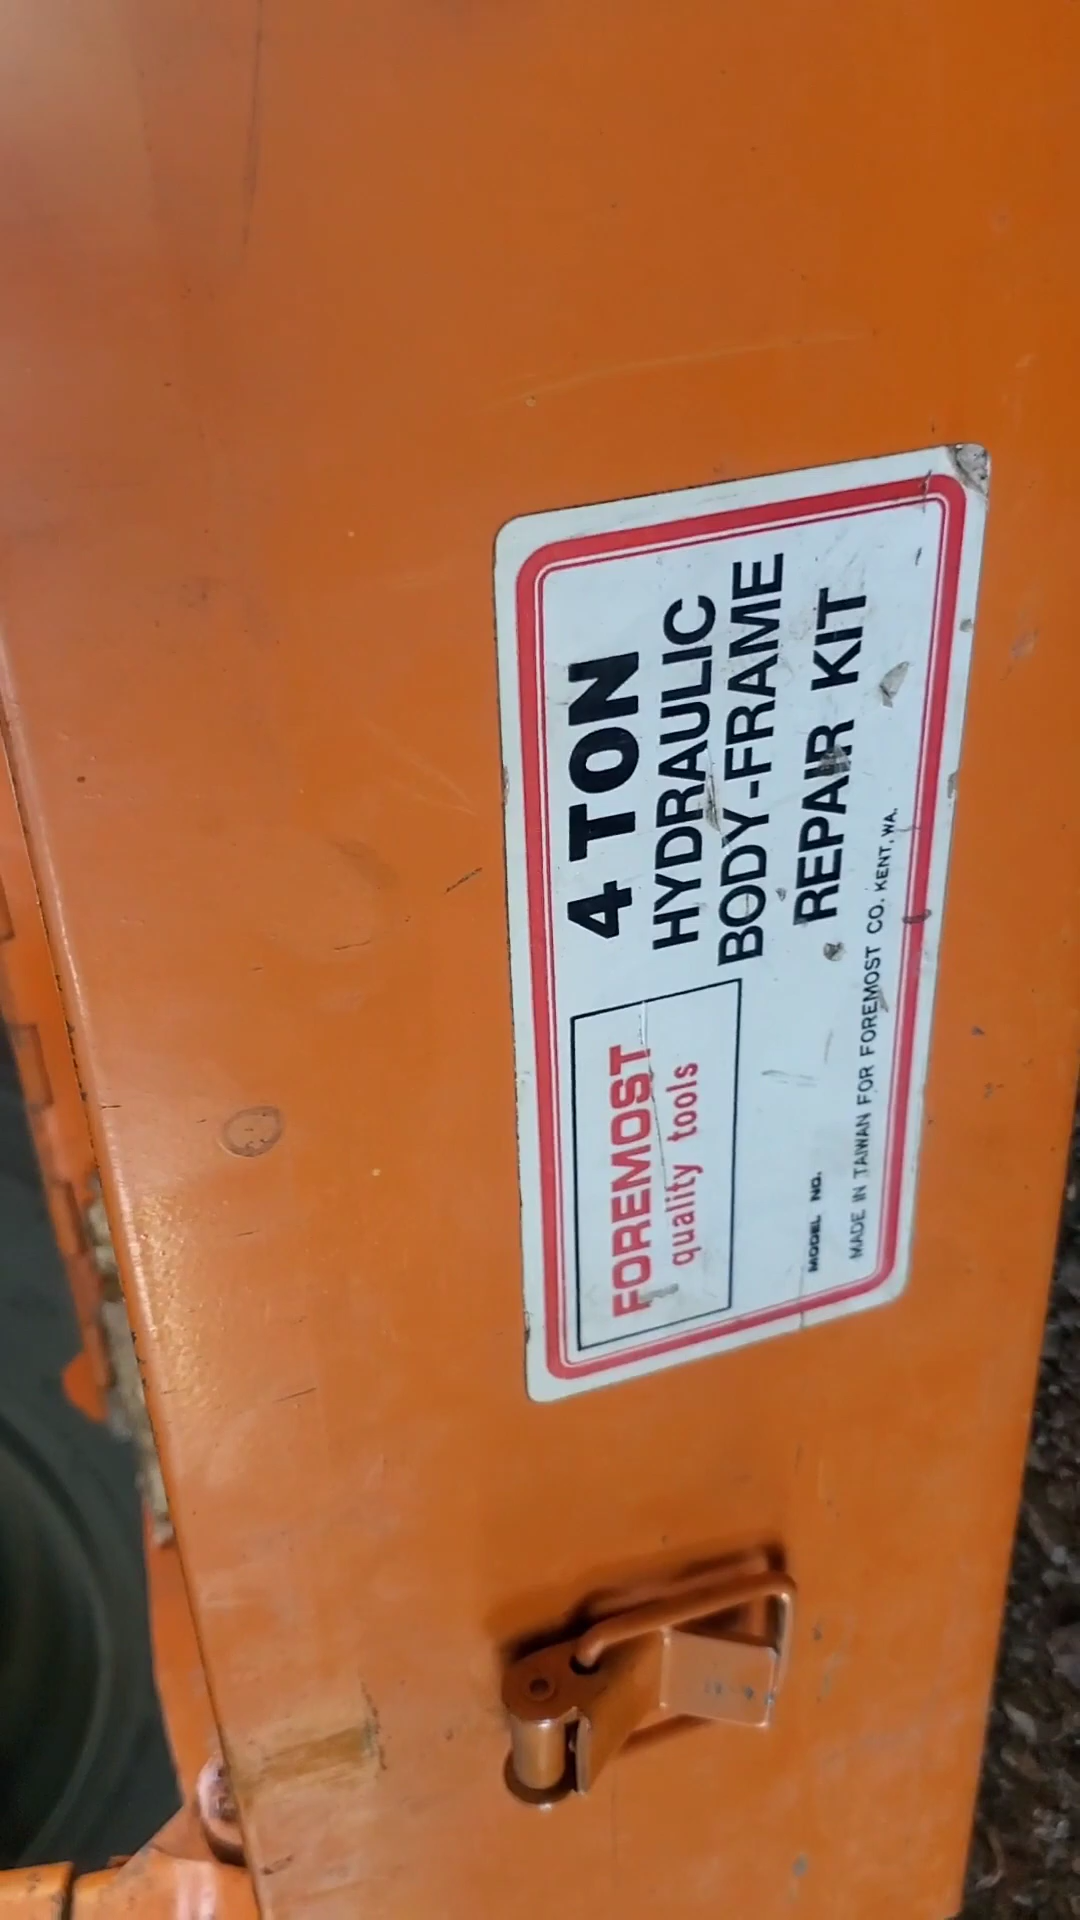 FOREMOST
quality tools
4 TON
HYDRAULIC
BODY-FRAME
REPAIR KIT
MODEL NO.
MADE IN TAIWAN FOR FOREMOST CO. KENT, WA.